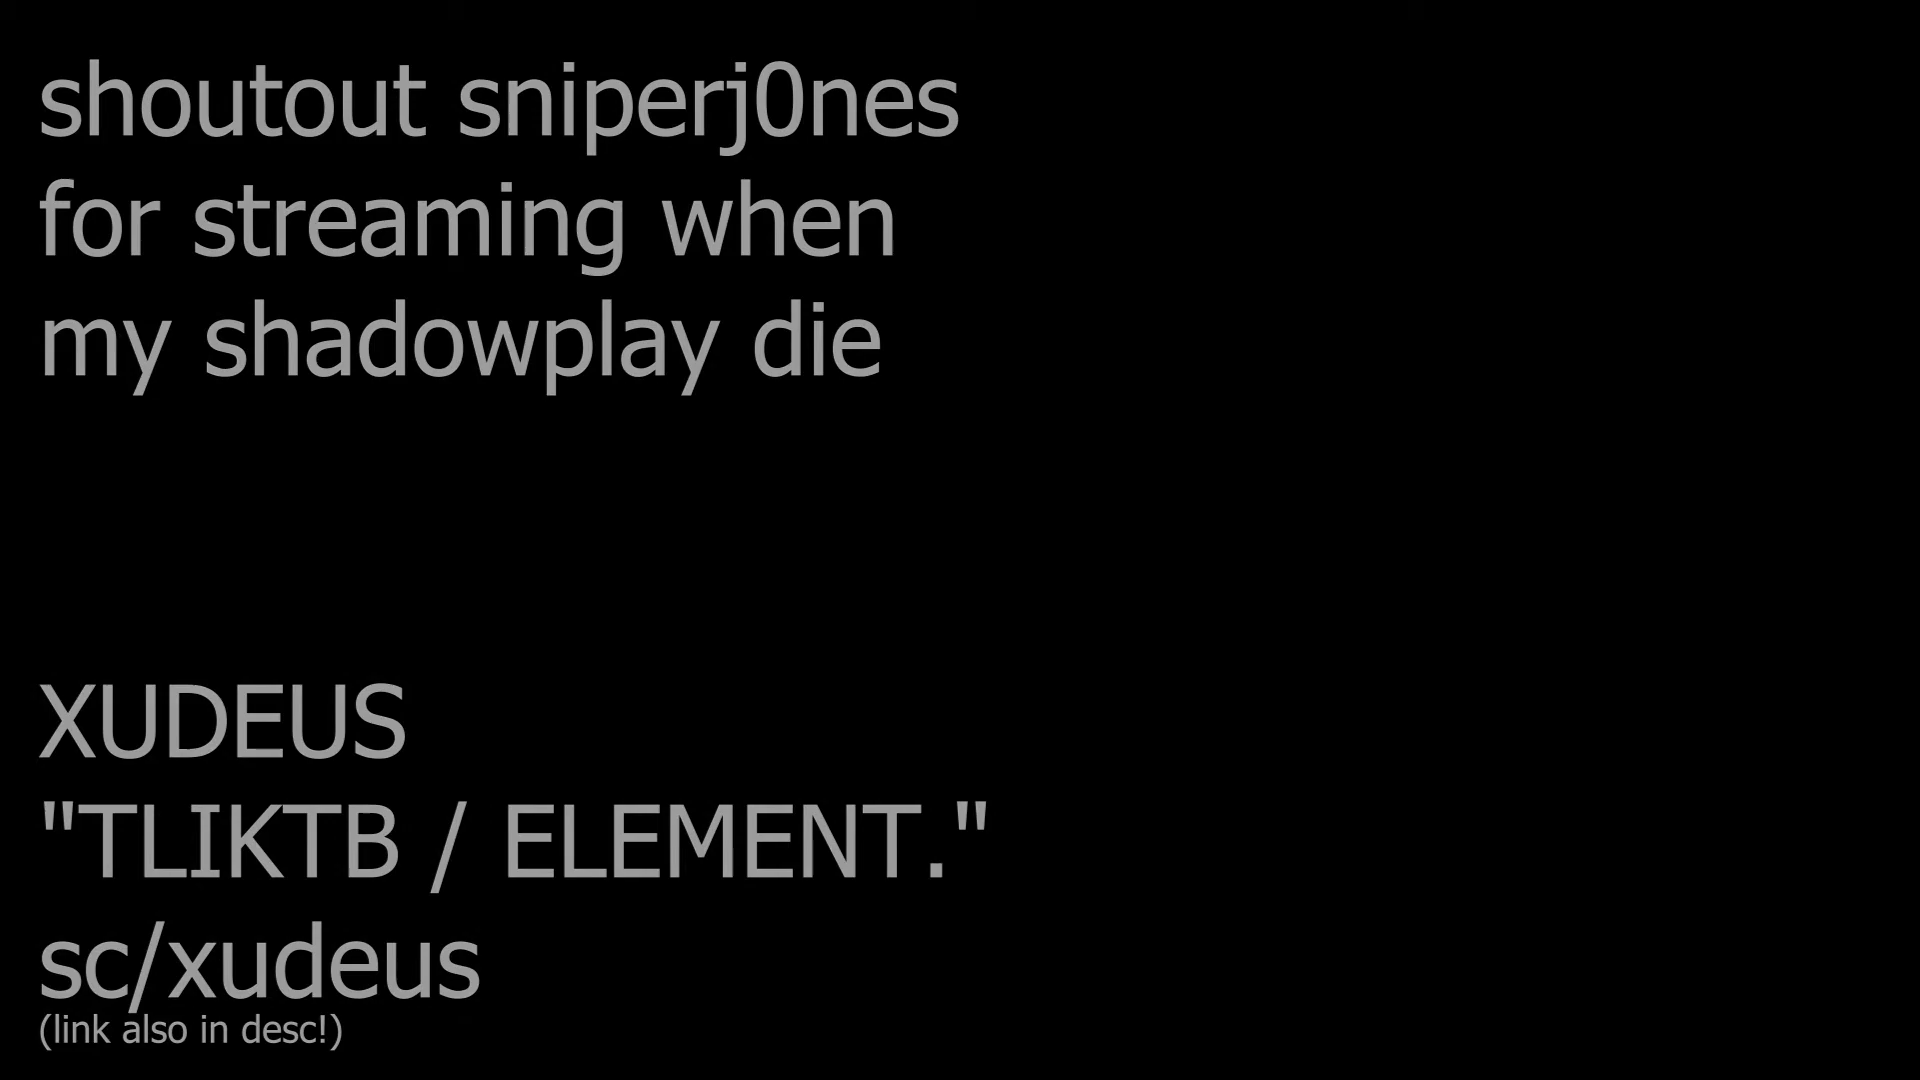 shoutout sniperj0nes
for streaming when
my shadowplay die
XUDEUS
"TLIKTB / ELEMENT."
sc/xudeus
(link also in desc!)